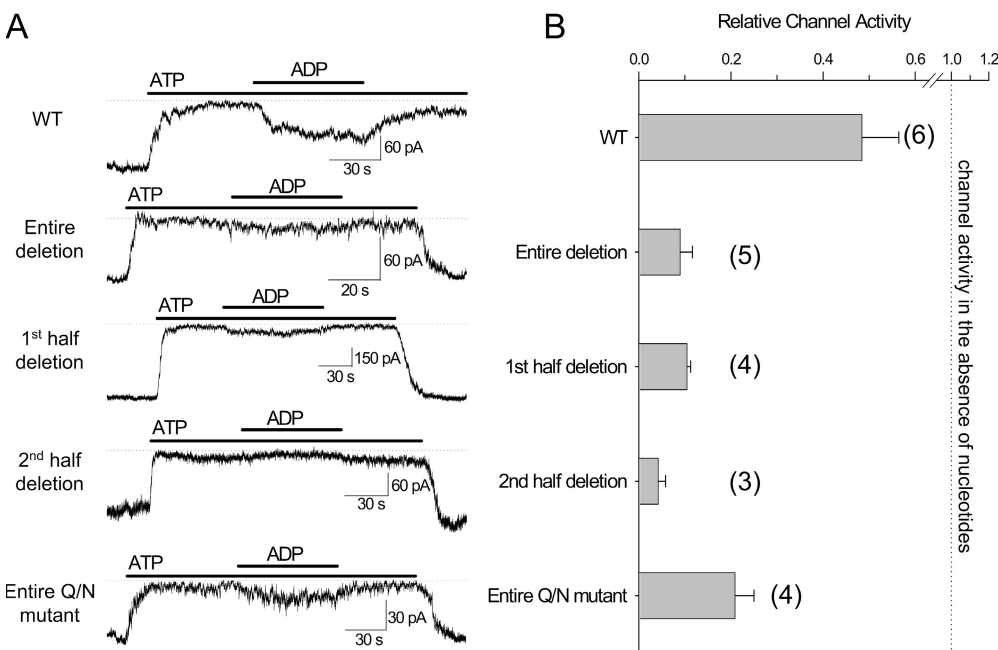 A
ATP
ADP
WT
60 pA
30 s
ATP
ADP
Entire
deletion
60 pA
20 s
ATP
ADP
1st half
deletion
150 pA
30 s
ATP
ADP
2nd half
deletion
60 pA
30 s
ATP
ADP
Entire Q/N
mutant
30 pA
30 s
B
Relative Channel Activity
0.0 0.2 0.4 0.6 1.0 1.2
WT
(6)
Entire deletion
(5)
1st half deletion
(4)
2nd half deletion
(3)
Entire Q/N mutant
(4)
channel activity in the absence of nucleotides